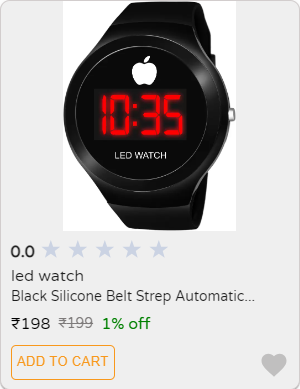 10:35
LED WATCH
0.0
led watch
Black Silicone Belt Strep Automatic...
₹198 ₹199 1% off
ADD TO CART